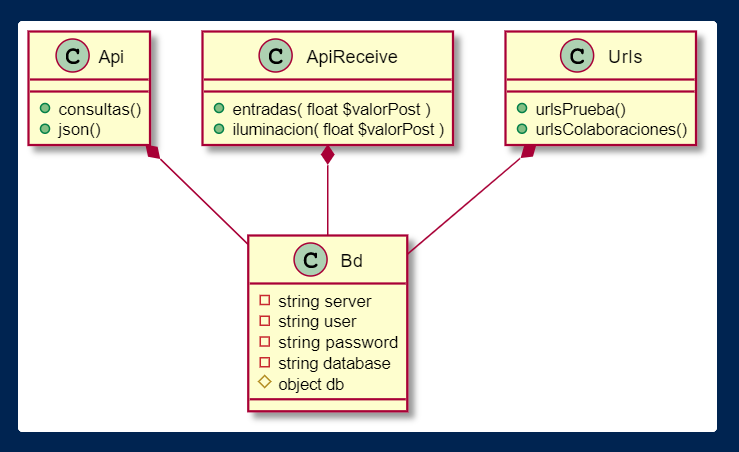 C Api
consultas()
json()
C ApiReceive
entradas( float $valorPost )
iluminacion( float $valorPost )
C Urls
urlsPrueba()
urlsColaboraciones()
C Bd
string server
string user
string password
string database
object db